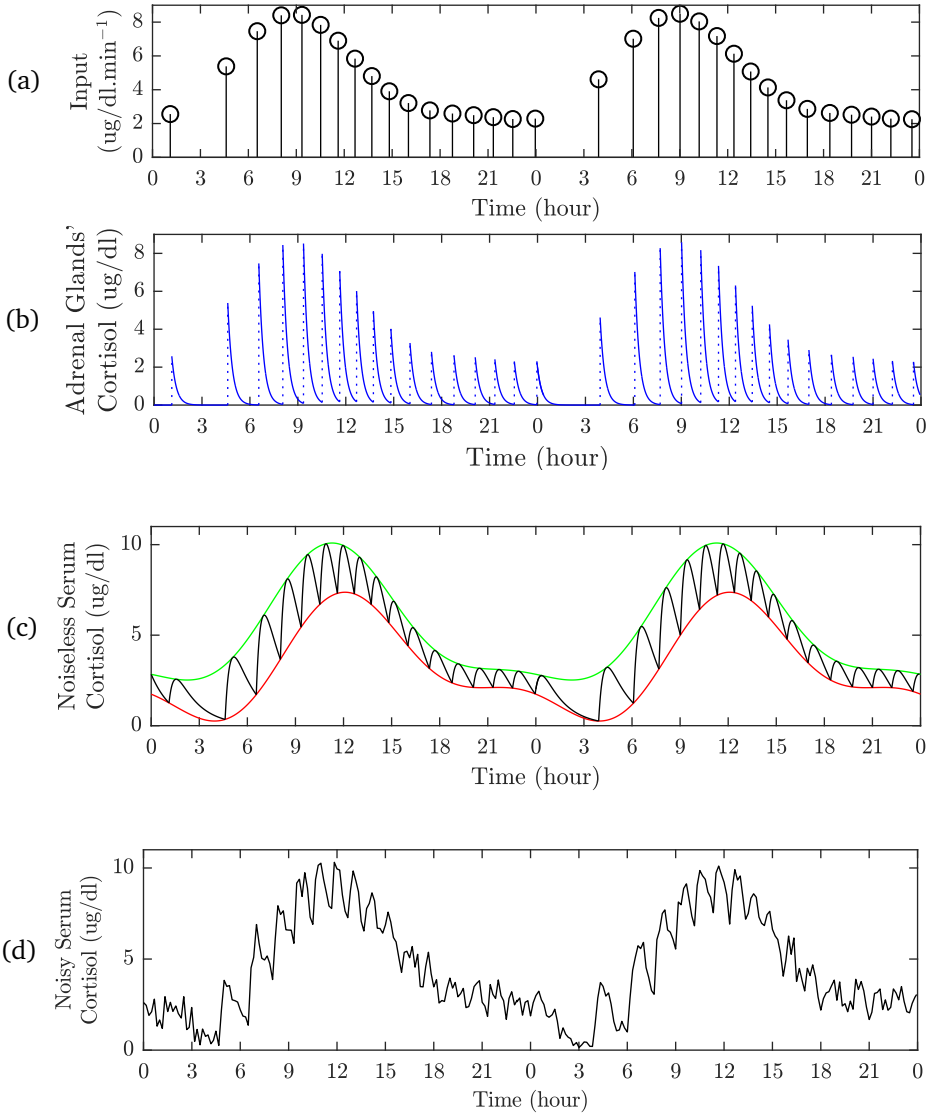 (a)
Input
(ug/dl.min⁻¹)
8
6
4
2
0
0 3 6 9 12 15 18 21 0 3 6 9 12 15 18 21 0
Time (hour)
(b)
Adrenal Glands'
Cortisol (ug/dl)
8
6
4
2
0
0 3 6 9 12 15 18 21 0 3 6 9 12 15 18 21 0
Time (hour)
(c)
Noiseless Serum
Cortisol (ug/dl)
10
5
0
0 3 6 9 12 15 18 21 0 3 6 9 12 15 18 21 0
Time (hour)
(d)
Noisy Serum
Cortisol (ug/dl)
10
5
0
0 3 6 9 12 15 18 21 0 3 6 9 12 15 18 21 0
Time (hour)